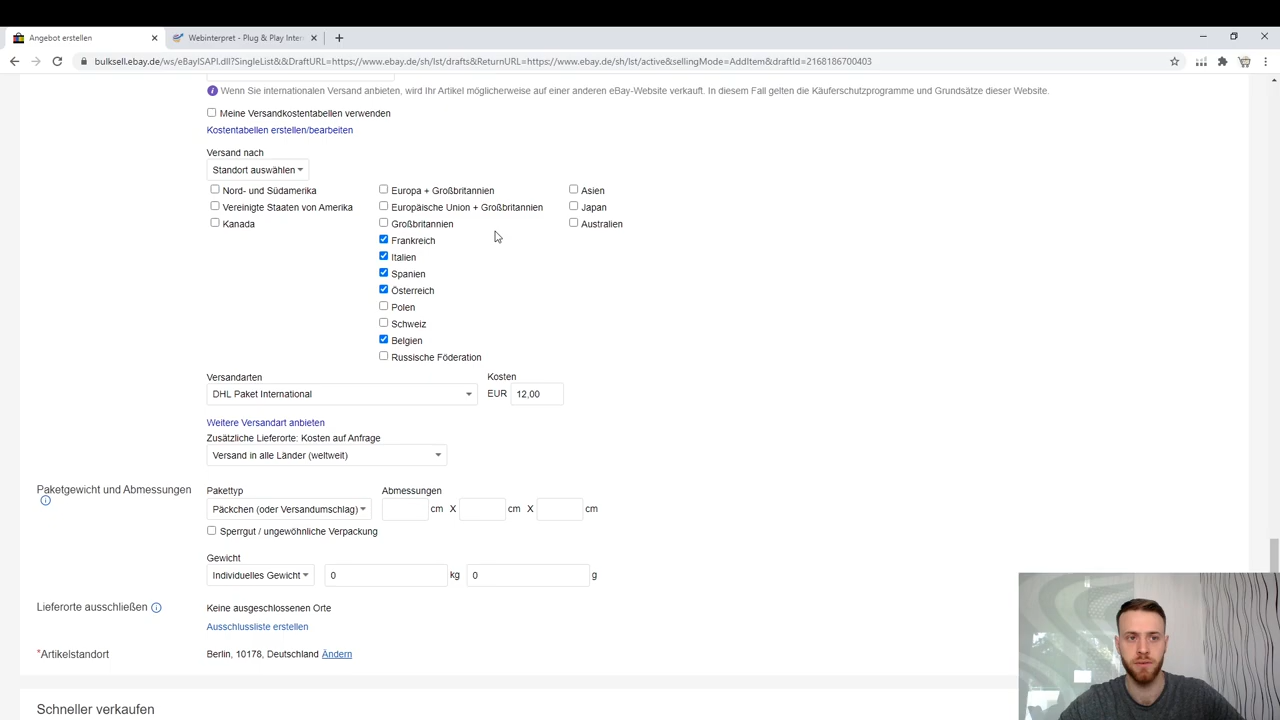 Angebot erstellen
Webinterpret - Plug & Play Inter
bulksell.ebay.de/ws/eBayISAPI.dll?SingleList&&DraftURL=https://www.ebay.de/sh/lst/drafts&ReturnURL=https://www.ebay.de/sh/lst/active&sellingMode=AddItem&draftId=2168186700403
Wenn Sie internationalen Versand anbieten, wird Ihr Artikel möglicherweise auf einer anderen eBay-Website verkauft. In diesem Fall gelten die Käuferschutzprogramme und Grundsätze dieser Website.
Meine Versandkostentabellen verwenden
Kostentabellen erstellen/bearbeiten
Versand nach
Standort auswählen
Nord- und Südamerika Europa + Großbritannien Asien
Vereinigte Staaten von Amerika Europäische Union + Großbritannien Japan
Kanada Großbritannien Australien
Frankreich
Italien
Spanien
Österreich
Polen
Schweiz
Belgien
Russische Föderation
Versandarten Kosten
DHL Paket International EUR 12,00
Weitere Versandart anbieten
Zusätzliche Lieferorte: Kosten auf Anfrage
Versand in alle Länder (weltweit)
Paketgewicht und Abmessungen Pakettyp Abmessungen
Päckchen (oder Versandumschlag) cm X cm X cm
Sperrgut / ungewöhnliche Verpackung
Gewicht
Individuelles Gewicht 0 kg 0 g
Lieferorte ausschließen Keine ausgeschlossenen Orte
Ausschlussliste erstellen
*Artikelstandort Berlin, 10178, Deutschland Ändern
Schneller verkaufen